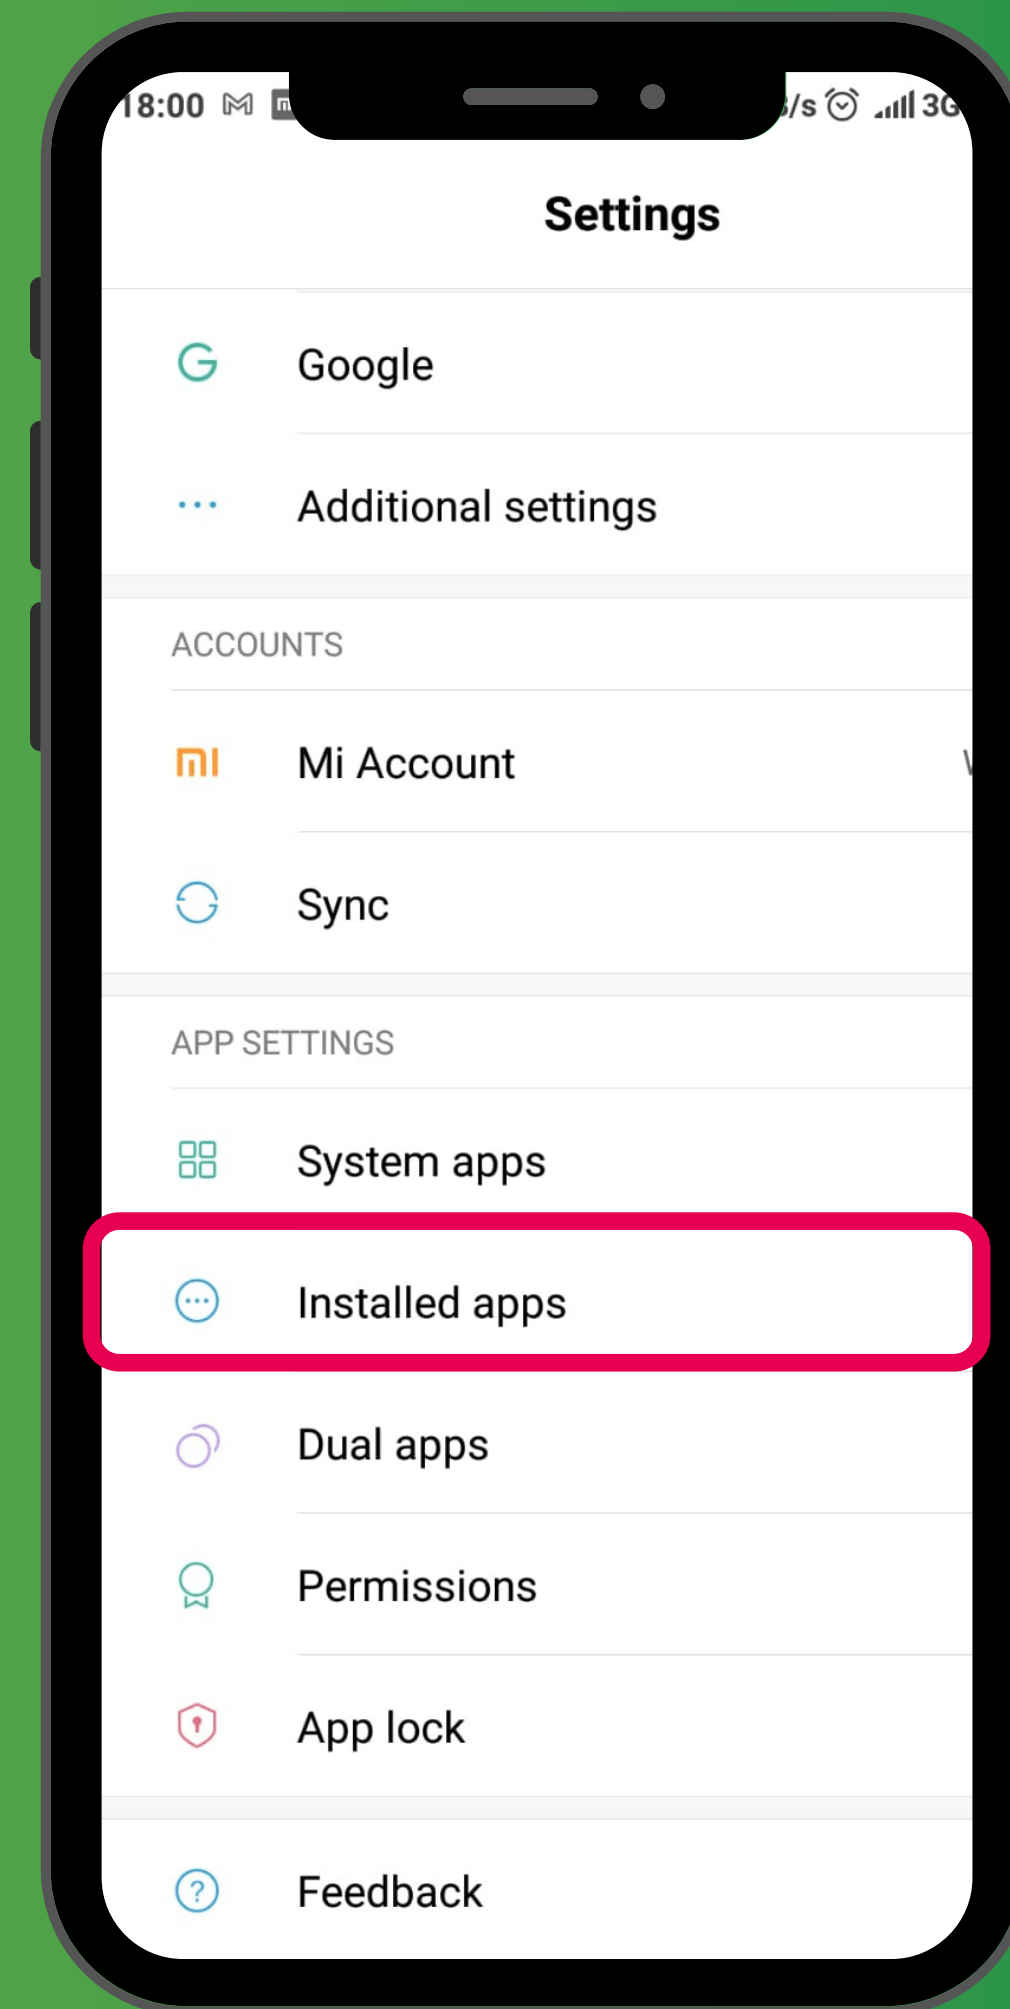 18:00 /s 3G
Settings
Google
Additional settings
ACCOUNTS
Mi Account
Sync
APP SETTINGS
System apps
Installed apps
Dual apps
Permissions
App lock
Feedback